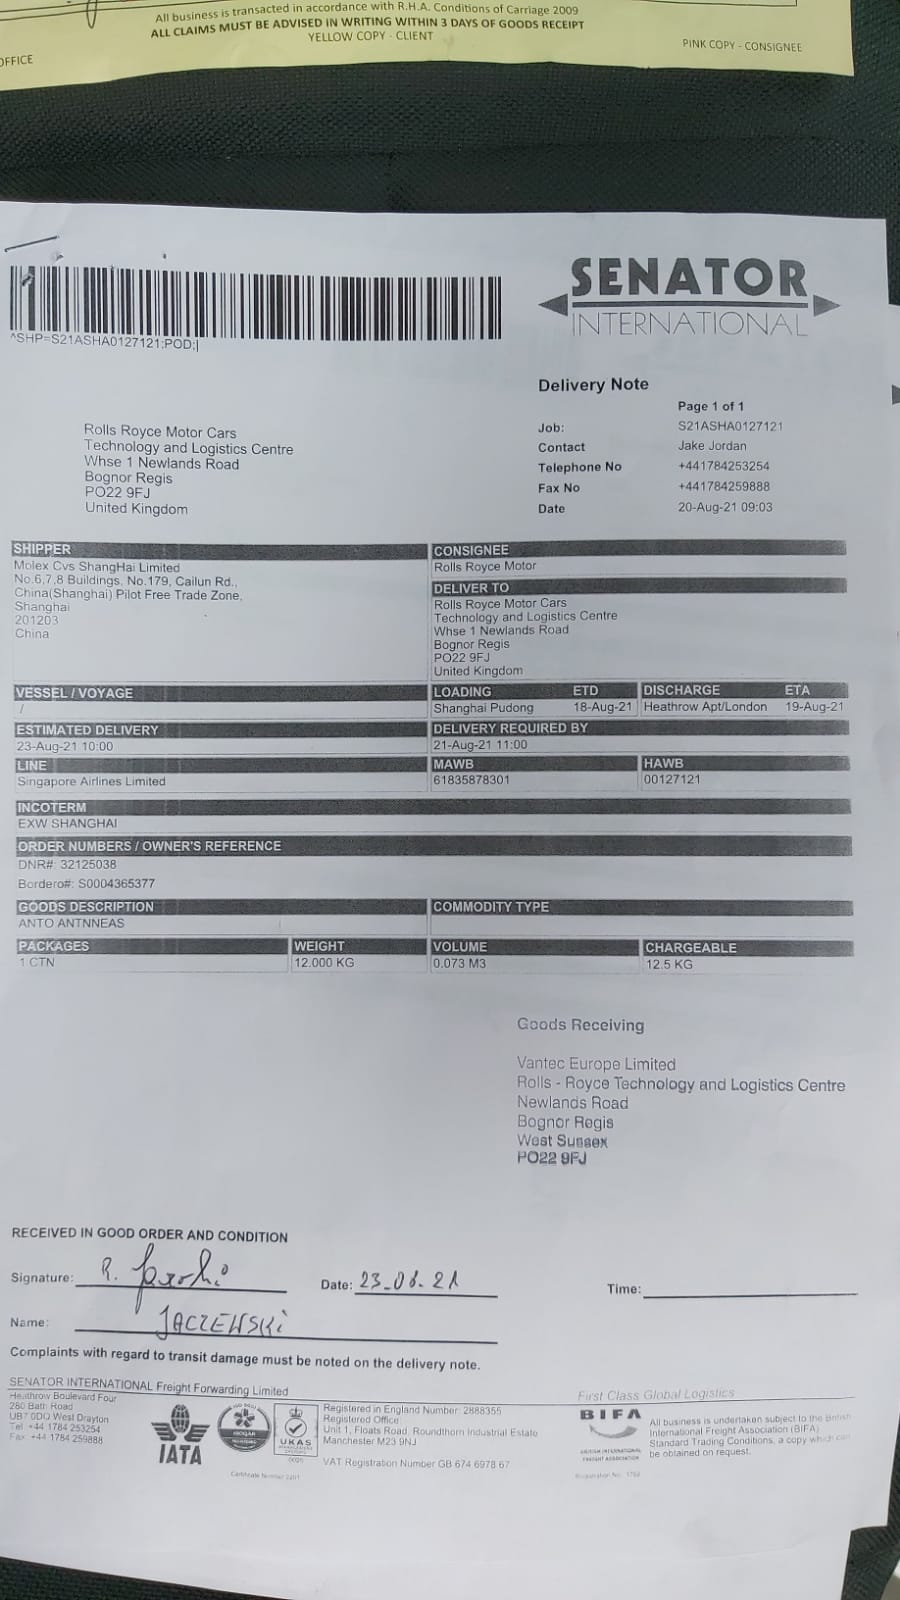 All business is transacted in accordance with R.H.A. Conditions of Carriage 2009
ALL CLAIMS MUST BE ADVISED IN WRITING WITHIN 3 DAYS OF GOODS RECEIPT
YELLOW COPY - CLIENT
PINK COPY - CONSIGNEE
OFFICE
SENATOR
INTERNATIONAL
^SHP=S21ASHA0127121;POD;|
Delivery Note
Page 1 of 1
Job: S21ASHA0127121
Contact Jake Jordan
Telephone No +441784253254
Fax No +441784259888
Date 20-Aug-21 09:03
Rolls Royce Motor Cars
Technology and Logistics Centre
Whse 1 Newlands Road
Bognor Regis
PO22 9FJ
United Kingdom
SHIPPER
Molex Cvs ShangHai Limited
No.6,7,8 Buildings, No.179, Cailun Rd.,
China(Shanghai) Pilot Free Trade Zone,
Shanghai
201203
China
CONSIGNEE
Rolls Royce Motor
DELIVER TO
Rolls Royce Motor Cars
Technology and Logistics Centre
Whse 1 Newlands Road
Bognor Regis
PO22 9FJ
United Kingdom
VESSEL / VOYAGE
/
LOADING ETD DISCHARGE ETA
Shanghai Pudong 18-Aug-21 Heathrow Apt/London 19-Aug-21
ESTIMATED DELIVERY
23-Aug-21 10:00
DELIVERY REQUIRED BY
21-Aug-21 11:00
LINE
Singapore Airlines Limited
MAWB
61835878301
HAWB
00127121
INCOTERM
EXW SHANGHAI
ORDER NUMBERS / OWNER'S REFERENCE
DNR#: 32125038
Bordero#: S0004365377
GOODS DESCRIPTION
ANTO ANTNNEAS
COMMODITY TYPE
PACKAGES WEIGHT VOLUME CHARGEABLE
1 CTN 12.000 KG 0.073 M3 12.5 KG
Goods Receiving
Vantec Europe Limited
Rolls - Royce Technology and Logistics Centre
Newlands Road
Bognor Regis
West Sussex
PO22 9FJ
RECEIVED IN GOOD ORDER AND CONDITION
Signature: R. Date: 23-08-21 Time:
Name: JACZEWSKi
Complaints with regard to transit damage must be noted on the delivery note.
SENATOR INTERNATIONAL Freight Forwarding Limited
Heathrow Boulevard Four
280 Bath Road
UB7 0DQ West Drayton
Tel +44 1784 253254
Fax +44 1784 259888
IATA
ISOQAR
UKAS
Certificate Number 2201
Registered in England Number: 2888355
Registered Office:
Unit 1, Floats Road, Roundthorn Industrial Estate
Manchester M23 9NJ
VAT Registration Number GB 674 6978 67
First Class Global Logistics
BIFA
BRITISH INTERNATIONAL
FREIGHT ASSOCIATION
All business is undertaken subject to the British
International Freight Association (BIFA)
Standard Trading Conditions, a copy which can
be obtained on request.